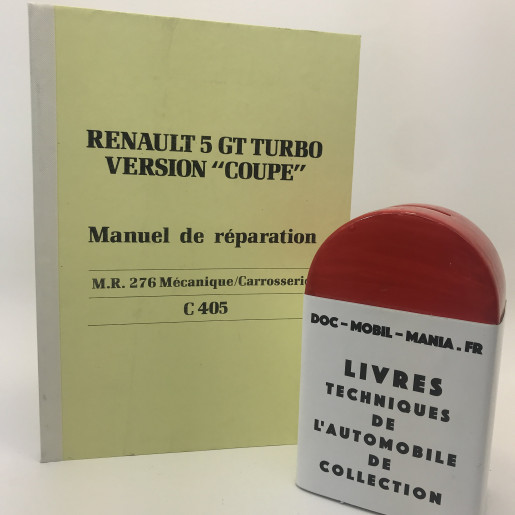 RENAULT 5 GT TURBO
VERSION "COUPE"
Manuel de réparation
M.R. 276 Mécanique/Carrosserie
C 405
DOC - MOBIL - MANIA . FR
LIVRES
TECHNIQUES
DE
L'AUTOMOBILE
DE
COLLECTION